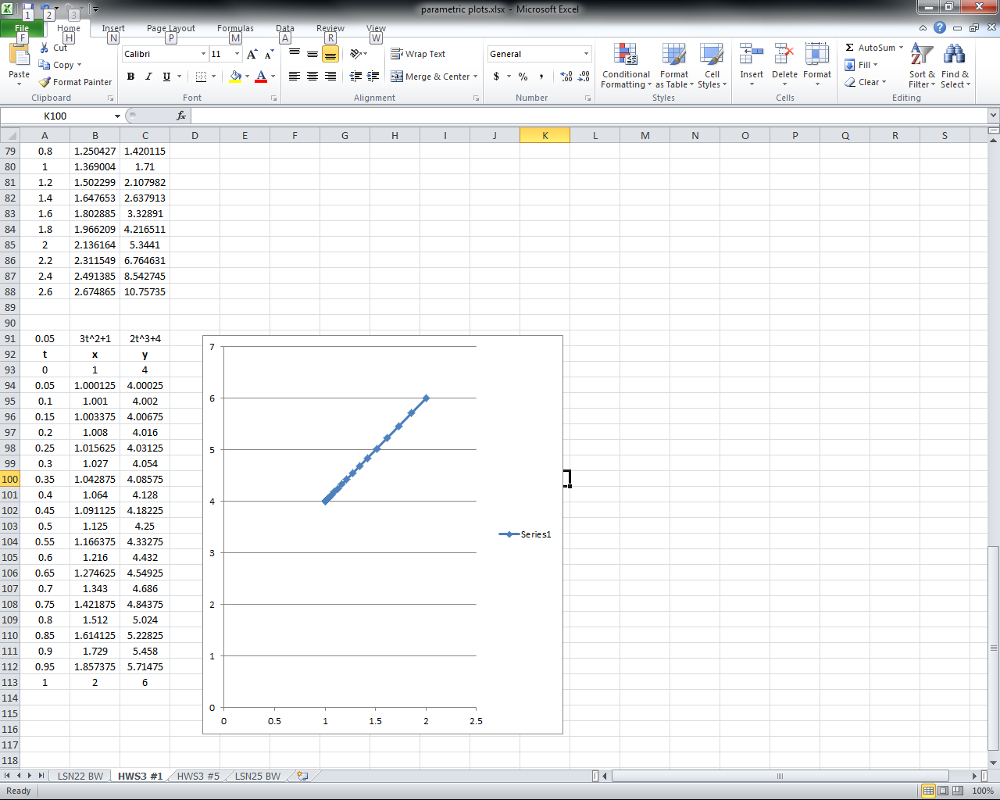 parametric plots.xlsx - Microsoft Excel
1 2 3
File Home Insert Page Layout Formulas Data Review View
F H N P M A R W
Paste
Cut
Copy
Format Painter
Clipboard
Calibri 11
B I U
Font
Wrap Text
Merge & Center
Alignment
General
$ % ,
Number
Conditional Formatting
Format as Table
Cell Styles
Styles
Insert Delete Format
Cells
Σ AutoSum
Fill
Clear
Sort & Filter
Find & Select
Editing
K100 fx
A B C D E F G H I J K L M N O P Q R S
79 0.8 1.250427 1.420115
80 1 1.369004 1.71
81 1.2 1.502299 2.107982
82 1.4 1.647653 2.637913
83 1.6 1.802885 3.32891
84 1.8 1.966209 4.216511
85 2 2.136164 5.3441
86 2.2 2.311549 6.764631
87 2.4 2.491385 8.542745
88 2.6 2.674865 10.75735
89
90
91 0.05 3t^2+1 2t^3+4
92 t x y
93 0 1 4
94 0.05 1.000125 4.00025
95 0.1 1.001 4.002
96 0.15 1.003375 4.00675
97 0.2 1.008 4.016
98 0.25 1.015625 4.03125
99 0.3 1.027 4.054
100 0.35 1.042875 4.08575
101 0.4 1.064 4.128
102 0.45 1.091125 4.18225
103 0.5 1.125 4.25
104 0.55 1.166375 4.33275
105 0.6 1.216 4.432
106 0.65 1.274625 4.54925
107 0.7 1.343 4.686
108 0.75 1.421875 4.84375
109 0.8 1.512 5.024
110 0.85 1.614125 5.22825
111 0.9 1.729 5.458
112 0.95 1.857375 5.71475
113 1 2 6
114
115
116
117
118
7
6
5
4
3
2
1
0
0 0.5 1 1.5 2 2.5
Series1
LSN22 BW HWS3 #1 HWS3 #5 LSN25 BW
Ready 100%